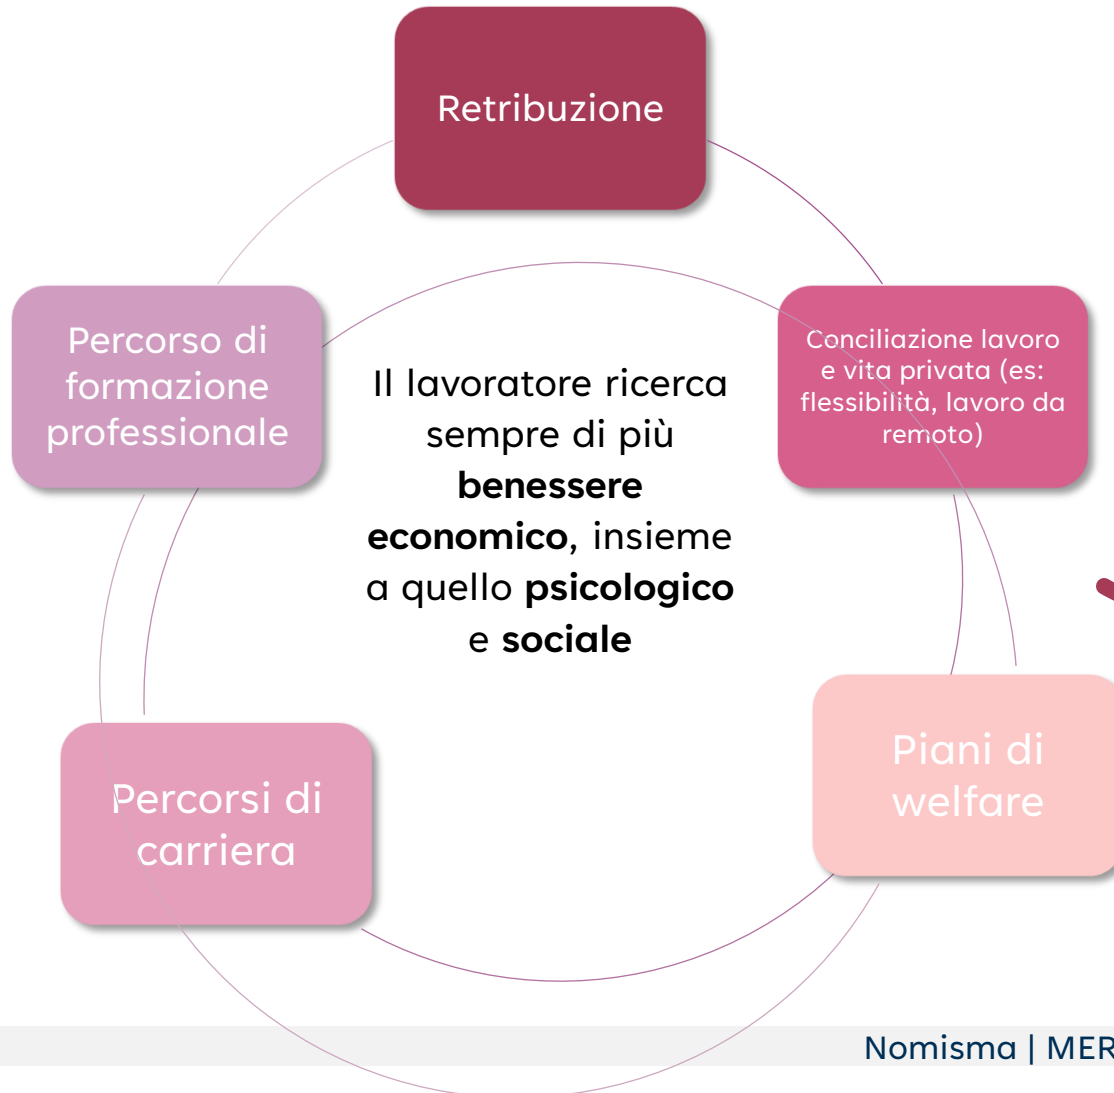 Retribuzione
Percorso di
formazione
professionale
Conciliazione lavoro
e vita privata (es:
flessibilità, lavoro da
remoto)
Il lavoratore ricerca
sempre di più
benessere
economico, insieme
a quello psicologico
e sociale
Percorsi di
carriera
Piani di
welfare
Nomisma | MER